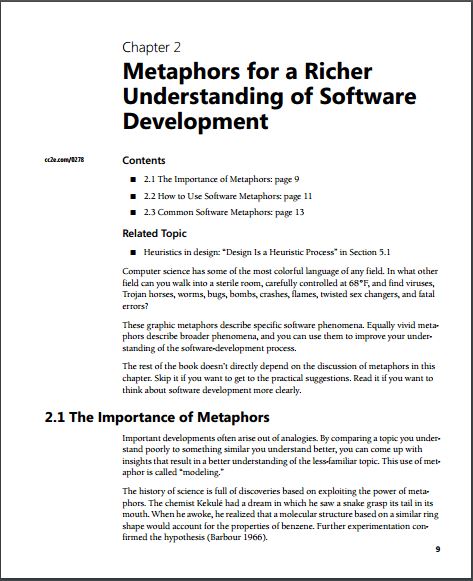 Chapter 2
Metaphors for a Richer
Understanding of Software
Development
cc2e.com/0278
Contents
■ 2.1 The Importance of Metaphors: page 9
■ 2.2 How to Use Software Metaphors: page 11
■ 2.3 Common Software Metaphors: page 13
Related Topic
■ Heuristics in design: “Design Is a Heuristic Process” in Section 5.1
Computer science has some of the most colorful language of any field. In what other
field can you walk into a sterile room, carefully controlled at 68°F, and find viruses,
Trojan horses, worms, bugs, bombs, crashes, flames, twisted sex changers, and fatal
errors?
These graphic metaphors describe specific software phenomena. Equally vivid meta-
phors describe broader phenomena, and you can use them to improve your under-
standing of the software-development process.
The rest of the book doesn’t directly depend on the discussion of metaphors in this
chapter. Skip it if you want to get to the practical suggestions. Read it if you want to
think about software development more clearly.
2.1 The Importance of Metaphors
Important developments often arise out of analogies. By comparing a topic you under-
stand poorly to something similar you understand better, you can come up with
insights that result in a better understanding of the less-familiar topic. This use of met-
aphor is called “modeling.”
The history of science is full of discoveries based on exploiting the power of meta-
phors. The chemist Kekulé had a dream in which he saw a snake grasp its tail in its
mouth. When he awoke, he realized that a molecular structure based on a similar ring
shape would account for the properties of benzene. Further experimentation con-
firmed the hypothesis (Barbour 1966).
9